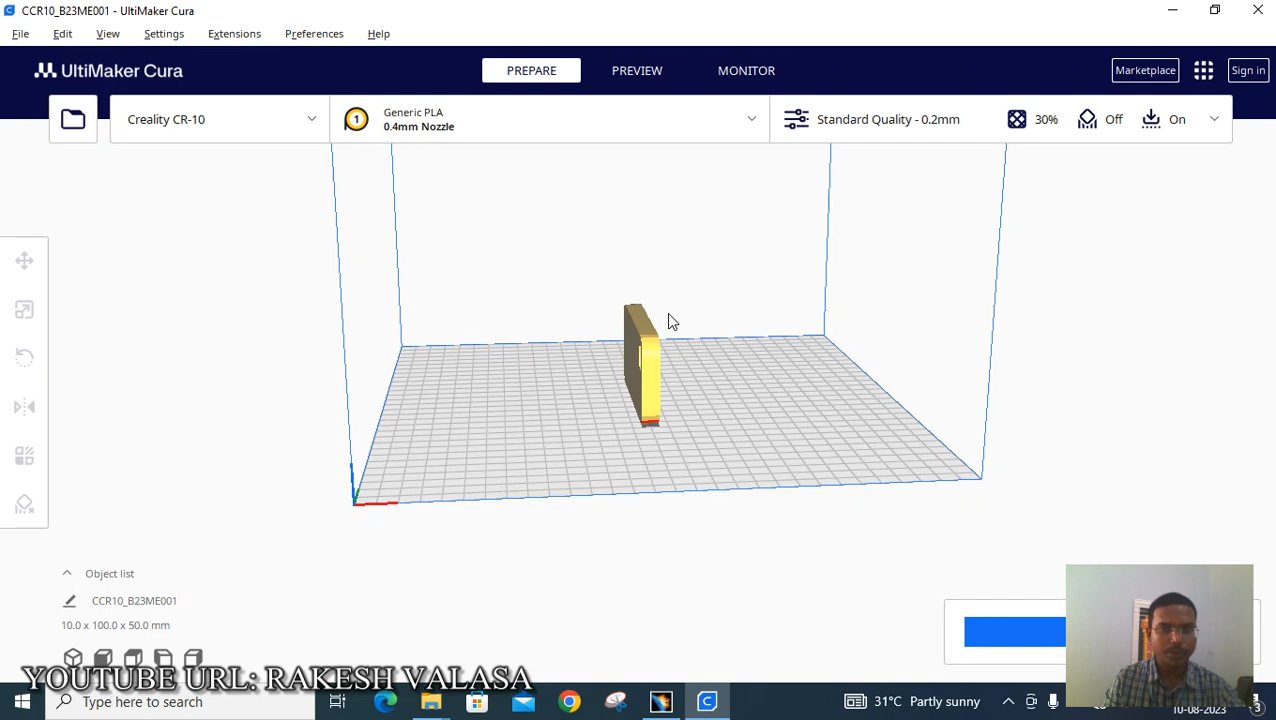 CCR10_B23ME001 - UltiMaker Cura
File Edit View Settings Extensions Preferences Help
UltiMaker Cura PREPARE PREVIEW MONITOR Marketplace Sign in
Creality CR-10 1 Generic PLA
0.4mm Nozzle
Standard Quality - 0.2mm 30% Off On
Object list
CCR10_B23ME001
10.0 x 100.0 x 50.0 mm
YOUTUBE URL: RAKESH VALASA
Type here to search 31°C Partly sunny
10-08-2023 3